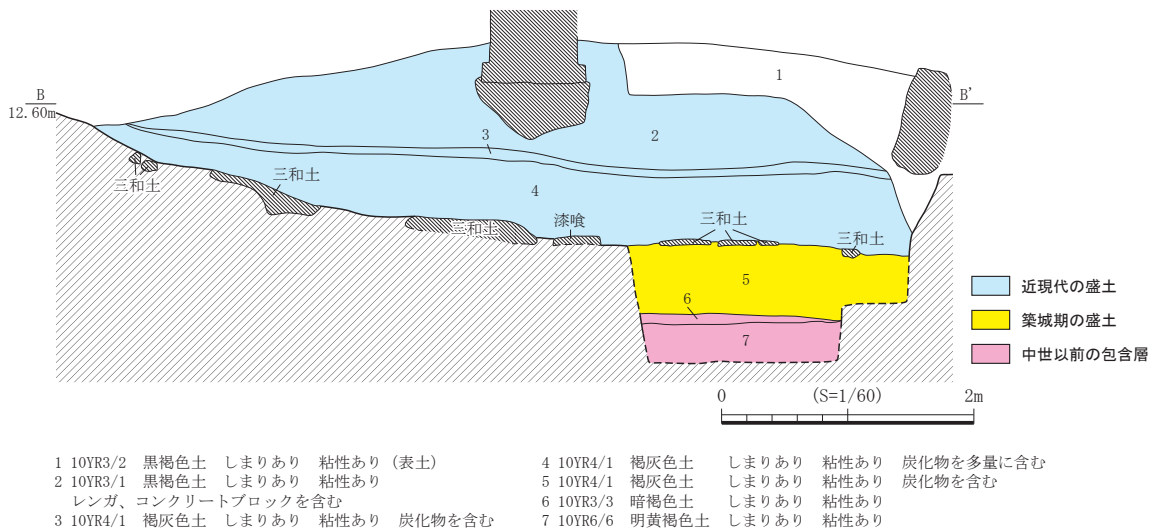 1
B
12.60m
B'
3
2
三和土
三和土
4
三和土
漆喰
三和土
三和土
5
6
7
近現代の盛土
築城期の盛土
中世以前の包含層
0 (S=1/60) 2m
1 10YR3/2 黒褐色土 しまりあり 粘性あり (表土)
2 10YR3/1 黒褐色土 しまりあり 粘性あり
レンガ、コンクリートブロックを含む
3 10YR4/1 褐灰色土 しまりあり 粘性あり 炭化物を含む
4 10YR4/1 褐灰色土 しまりあり 粘性あり 炭化物を多量に含む
5 10YR4/1 褐灰色土 しまりあり 粘性あり 炭化物を含む
6 10YR3/3 暗褐色土 しまりあり 粘性あり
7 10YR6/6 明黄褐色土 しまりあり 粘性あり